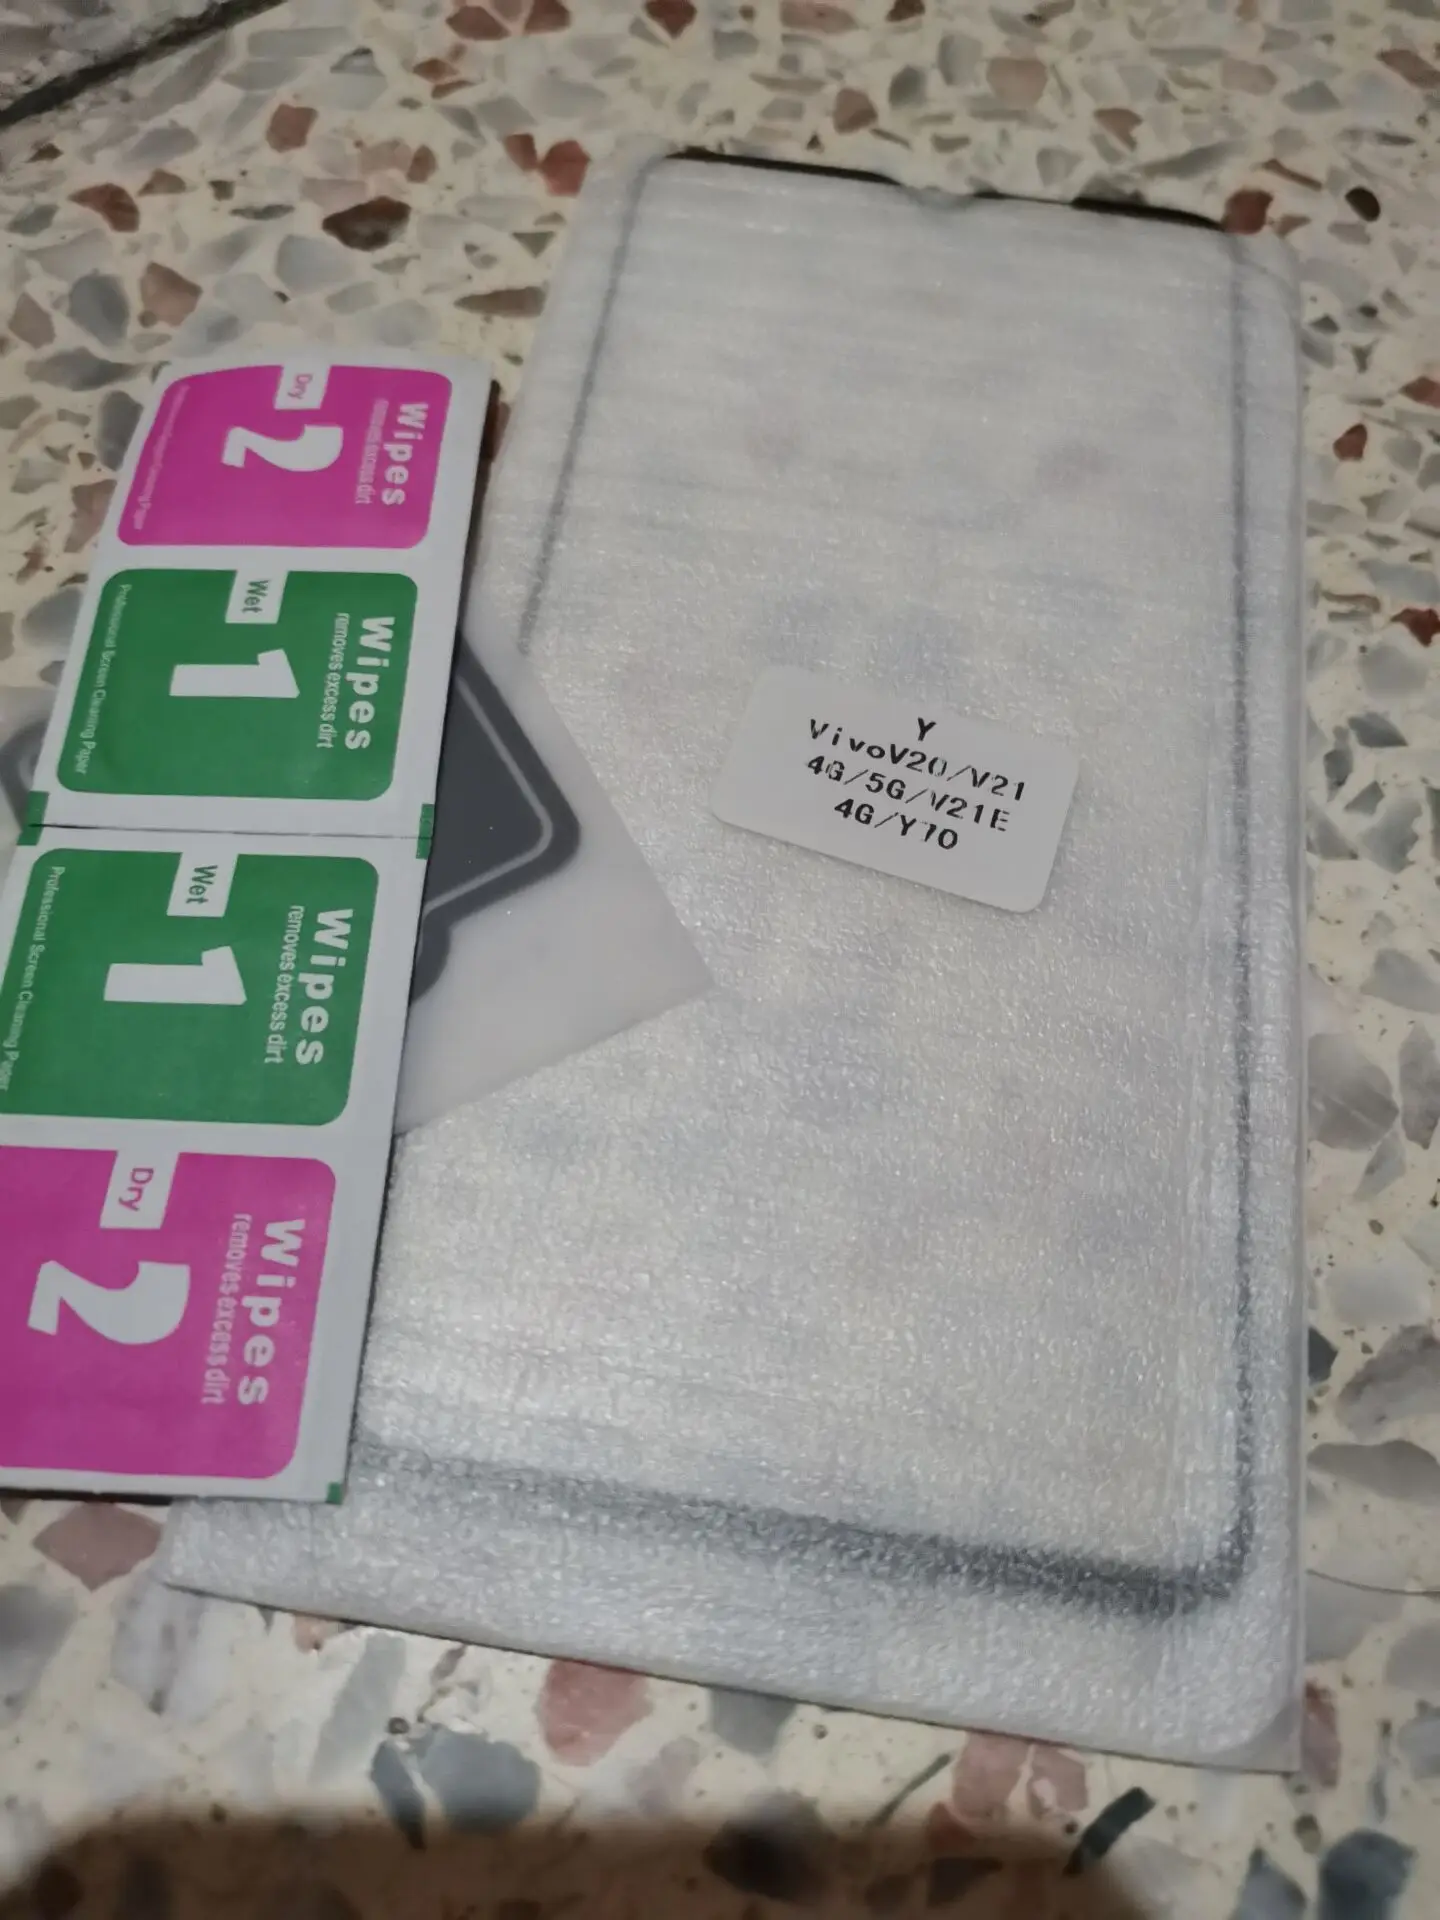 Y
VivoV20/V21
4G/5G/V21E
4G/Y70
Wipes
removes excess dirt
Dry
2
Wipes
removes excess dirt
Wet
1
Professional Screen Cleaning Paper
Wipes
removes excess dirt
Wet
1
Professional Screen Cleaning Paper
Wipes
removes excess dirt
Dry
2